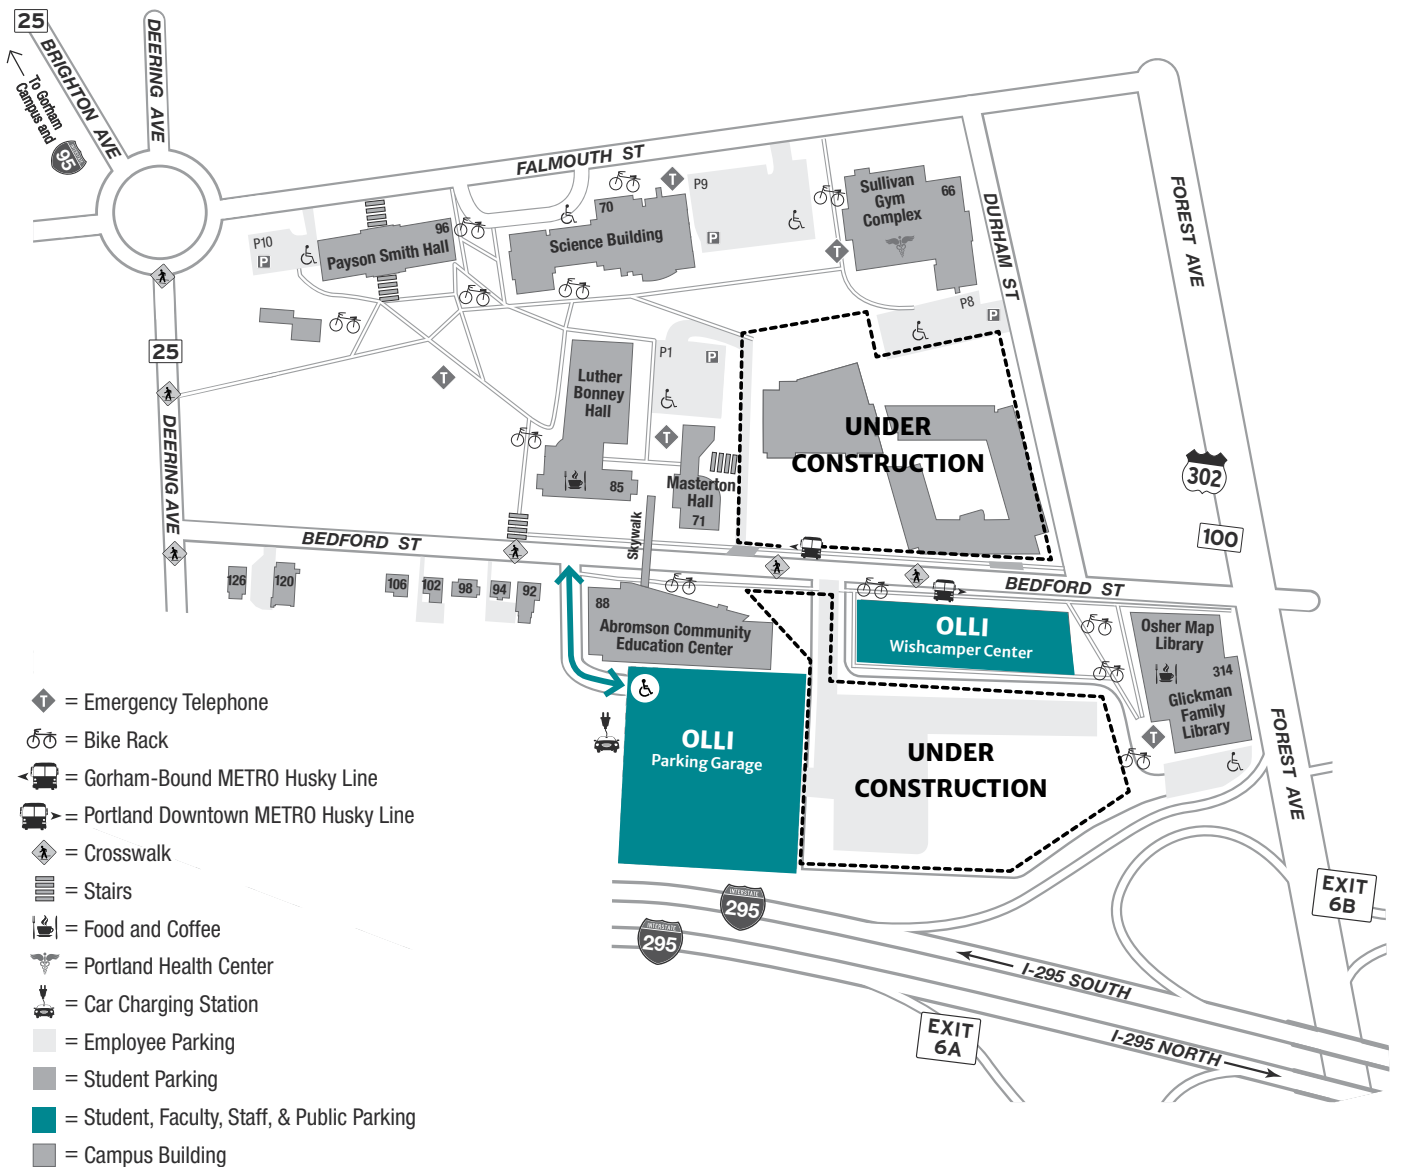 25
BRIGHTON AVE
DEERING AVE
To Gorham
Campus and
INTERSTATE
95
FALMOUTH ST
P9
70
Science Building
Sullivan
Gym
Complex
66
DURHAM ST
FOREST AVE
P10
P
96
Payson Smith Hall
P
P8
P
25
P1
P
Luther
Bonney
Hall
85
Masterton
Hall
71
UNDER
CONSTRUCTION
302
100
DEERING AVE
BEDFORD ST
Skywalk
BEDFORD ST
126
120
106
102
98
94
92
88
Abromson Community
Education Center
OLLI
Wishcamper Center
Osher Map
Library
314
Glickman
Family
Library
OLLI
Parking Garage
UNDER
CONSTRUCTION
FOREST AVE
T = Emergency Telephone
= Bike Rack
= Gorham-Bound METRO Husky Line
= Portland Downtown METRO Husky Line
= Crosswalk
= Stairs
= Food and Coffee
= Portland Health Center
= Car Charging Station
= Employee Parking
= Student Parking
= Student, Faculty, Staff, & Public Parking
= Campus Building
INTERSTATE
295
INTERSTATE
295
EXIT
6B
I-295 SOUTH
EXIT
6A
I-295 NORTH
T
T
T
T
T